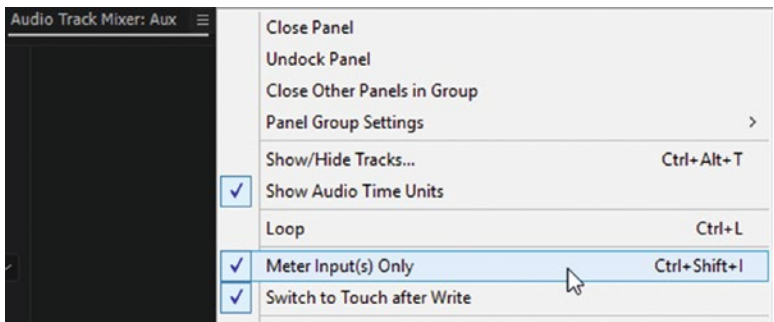 Audio Track Mixer: Aux
Close Panel
Undock Panel
Close Other Panels in Group
Panel Group Settings
Show/Hide Tracks... Ctrl+Alt+T
Show Audio Time Units
Loop Ctrl+L
Meter Input(s) Only Ctrl+Shift+I
Switch to Touch after Write